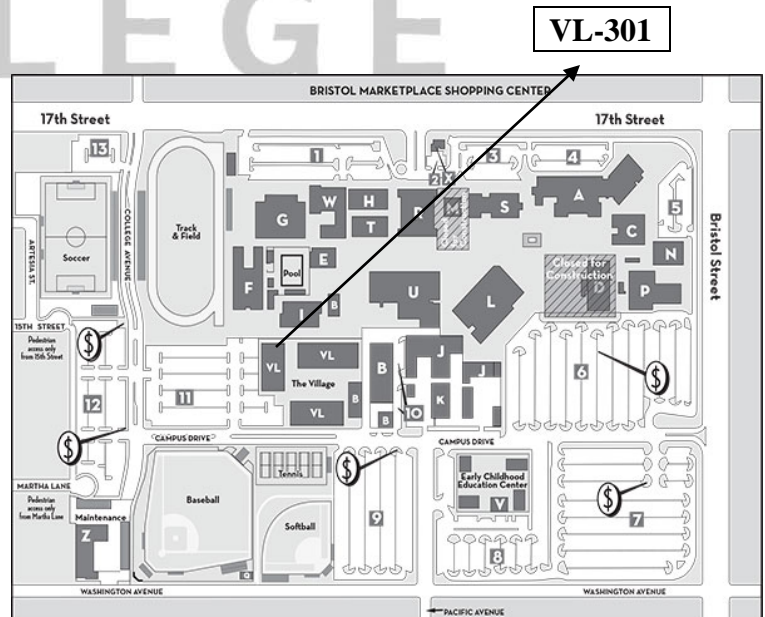 LEGE
VL-301
BRISTOL MARKETPLACE SHOPPING CENTER
17th Street
17th Street
13
1
2
X
3
4
5
COLLEGE AVENUE
Track
& Field
Soccer
ARTESIA ST.
G
W
H
T
R
M
S
A
C
N
Bristol Street
F
Pool
E
I
B
U
L
Closed for
Construction
D
P
15TH STREET
Pedestrian
access only
from 15th Street
$
VL
VL
The Village
VL
B
B
B
J
J
K
10
6
$
11
12
$
CAMPUS DRIVE
CAMPUS DRIVE
MARTHA LANE
Pedestrian
access only
from Martha Lane
Maintenance
Z
Baseball
Tennis
Softball
Q
$
9
Early Childhood
Education Center
V
8
$
7
WASHINGTON AVENUE
WASHINGTON AVENUE
PACIFIC AVENUE